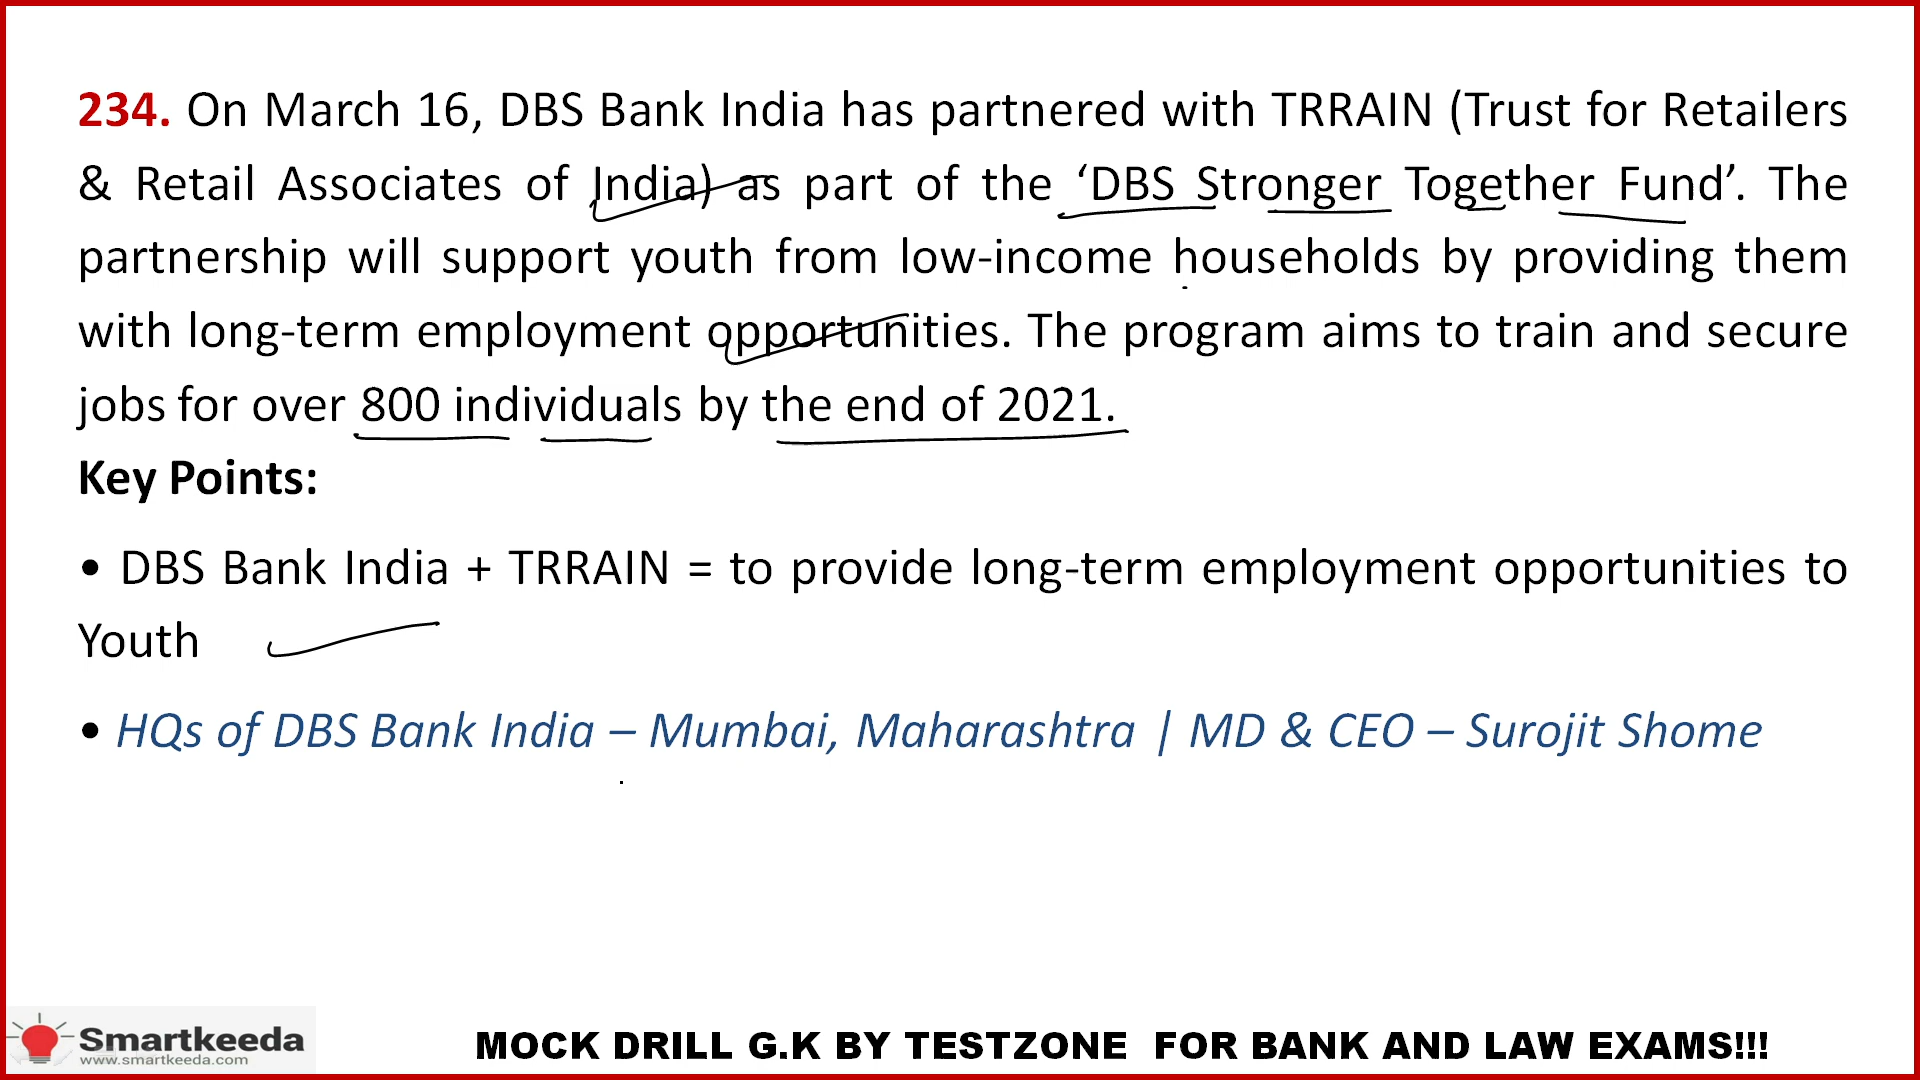 234. On March 16, DBS Bank India has partnered with TRRAIN (Trust for Retailers
& Retail Associates of India) as part of the ‘DBS Stronger Together Fund’. The
partnership will support youth from low-income households by providing them
with long-term employment opportunities. The program aims to train and secure
jobs for over 800 individuals by the end of 2021.
Key Points:
• DBS Bank India + TRRAIN = to provide long-term employment opportunities to
Youth
• HQs of DBS Bank India – Mumbai, Maharashtra | MD & CEO – Surojit Shome
Smartkeeda
www.smartkeeda.com
MOCK DRILL G.K BY TESTZONE FOR BANK AND LAW EXAMS!!!